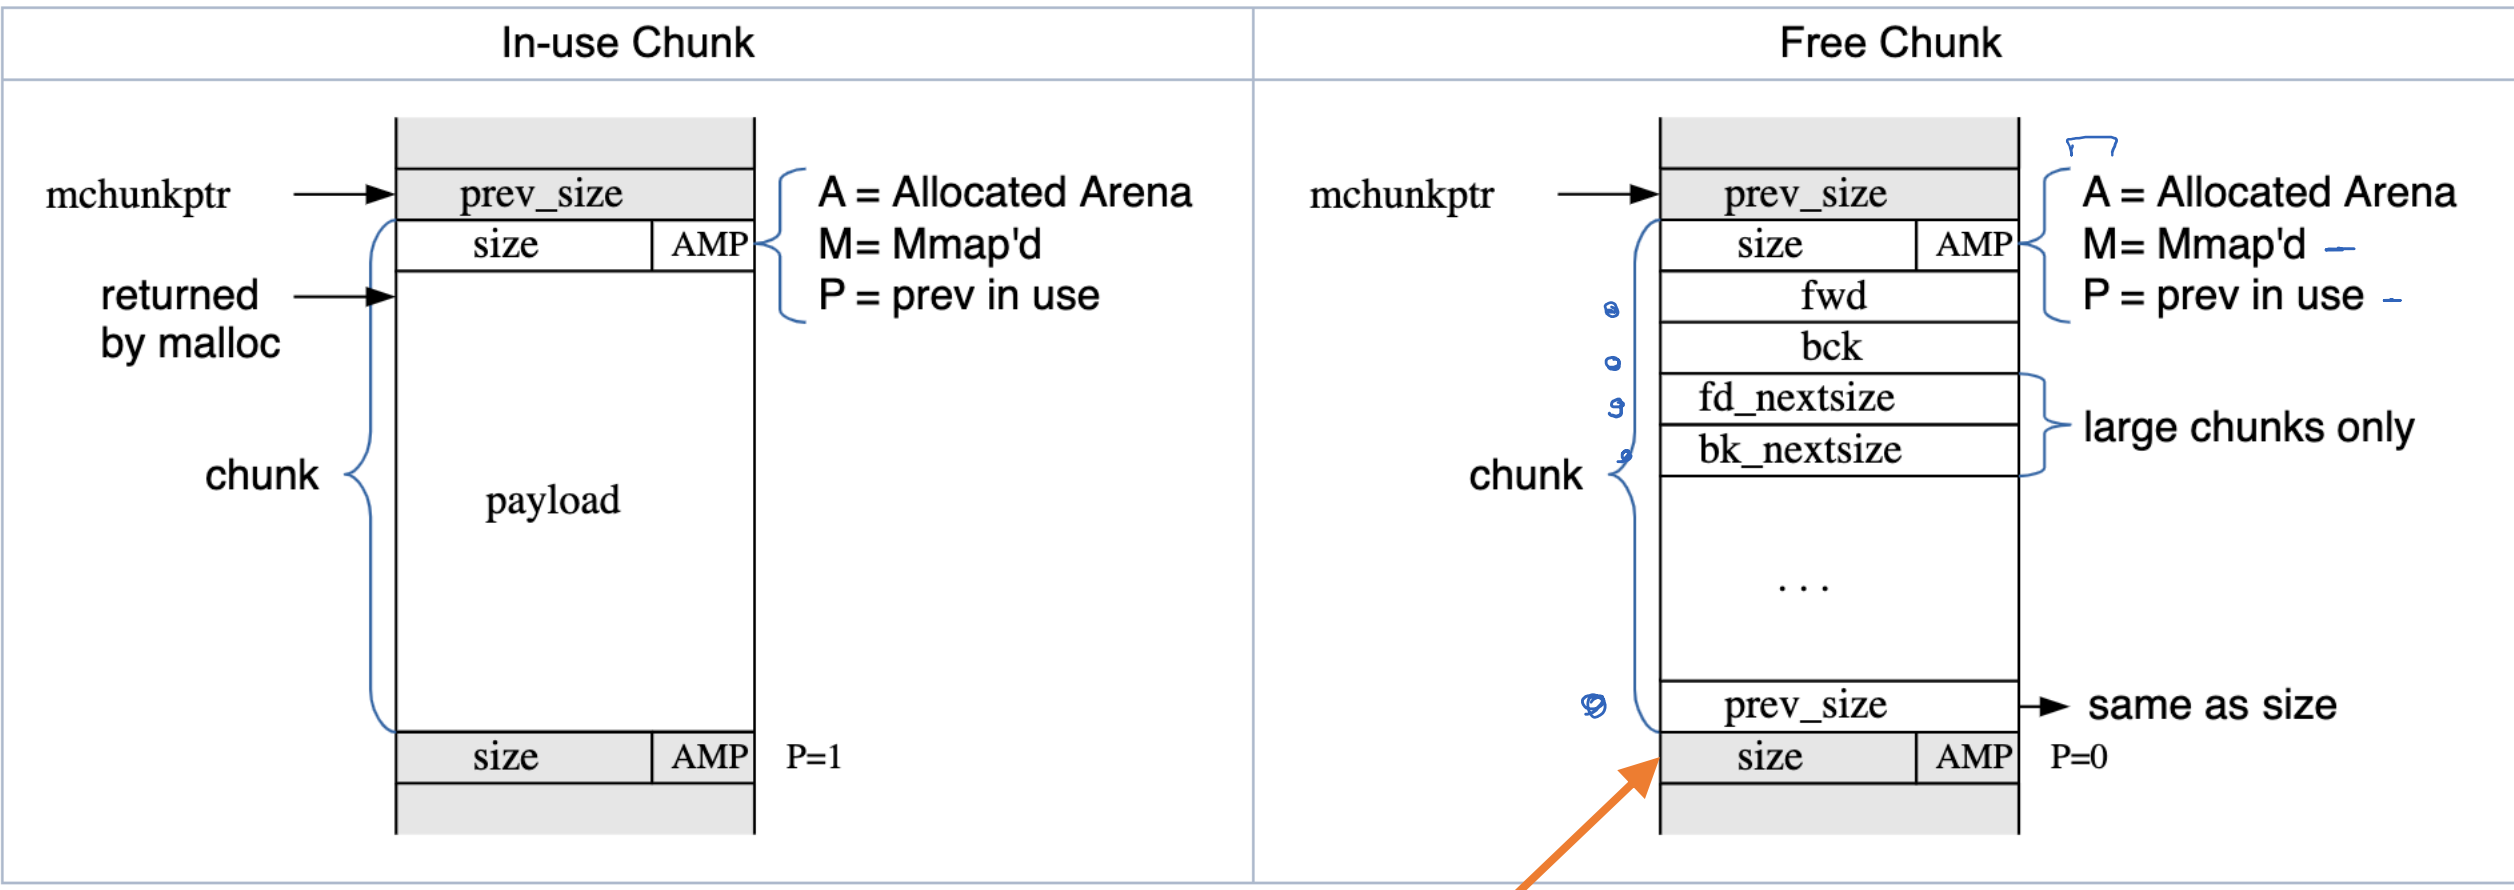 In-use Chunk
mchunkptr
prev_size
size
AMP
A = Allocated Arena
M= Mmap'd
P = prev in use
returned
by malloc
chunk
payload
size
AMP
P=1
Free Chunk
mchunkptr
prev_size
size
AMP
A = Allocated Arena
M= Mmap'd
P = prev in use
fwd
bck
fd_nextsize
bk_nextsize
large chunks only
chunk
. . .
prev_size
same as size
size
AMP
P=0